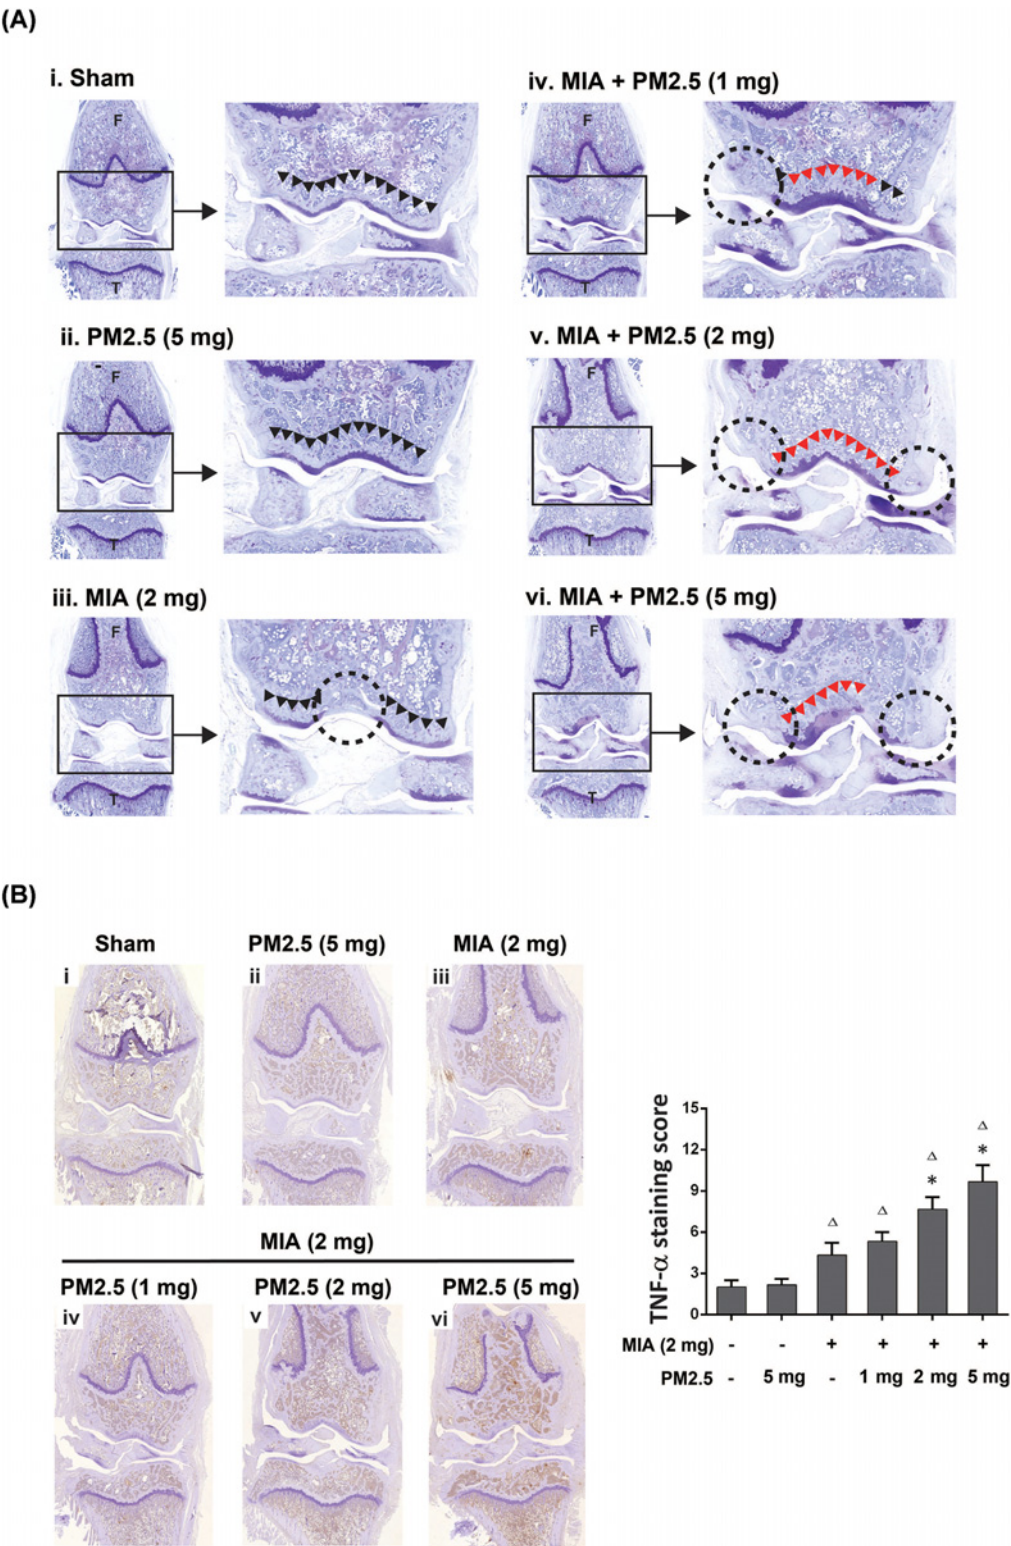 (A)
i. Sham
F
T
iv. MIA + PM2.5 (1 mg)
F
T
ii. PM2.5 (5 mg)
F
T
v. MIA + PM2.5 (2 mg)
F
T
iii. MIA (2 mg)
F
T
vi. MIA + PM2.5 (5 mg)
F
T
(B)
Sham
PM2.5 (5 mg)
MIA (2 mg)
i
ii
iii
MIA (2 mg)
PM2.5 (1 mg)
PM2.5 (2 mg)
PM2.5 (5 mg)
iv
v
vi
TNF-α staining score
15
12
9
6
3
0
Δ
Δ
Δ
*
Δ
*
MIA (2 mg) - - + + + +
PM2.5 - 5 mg - 1 mg 2 mg 5 mg